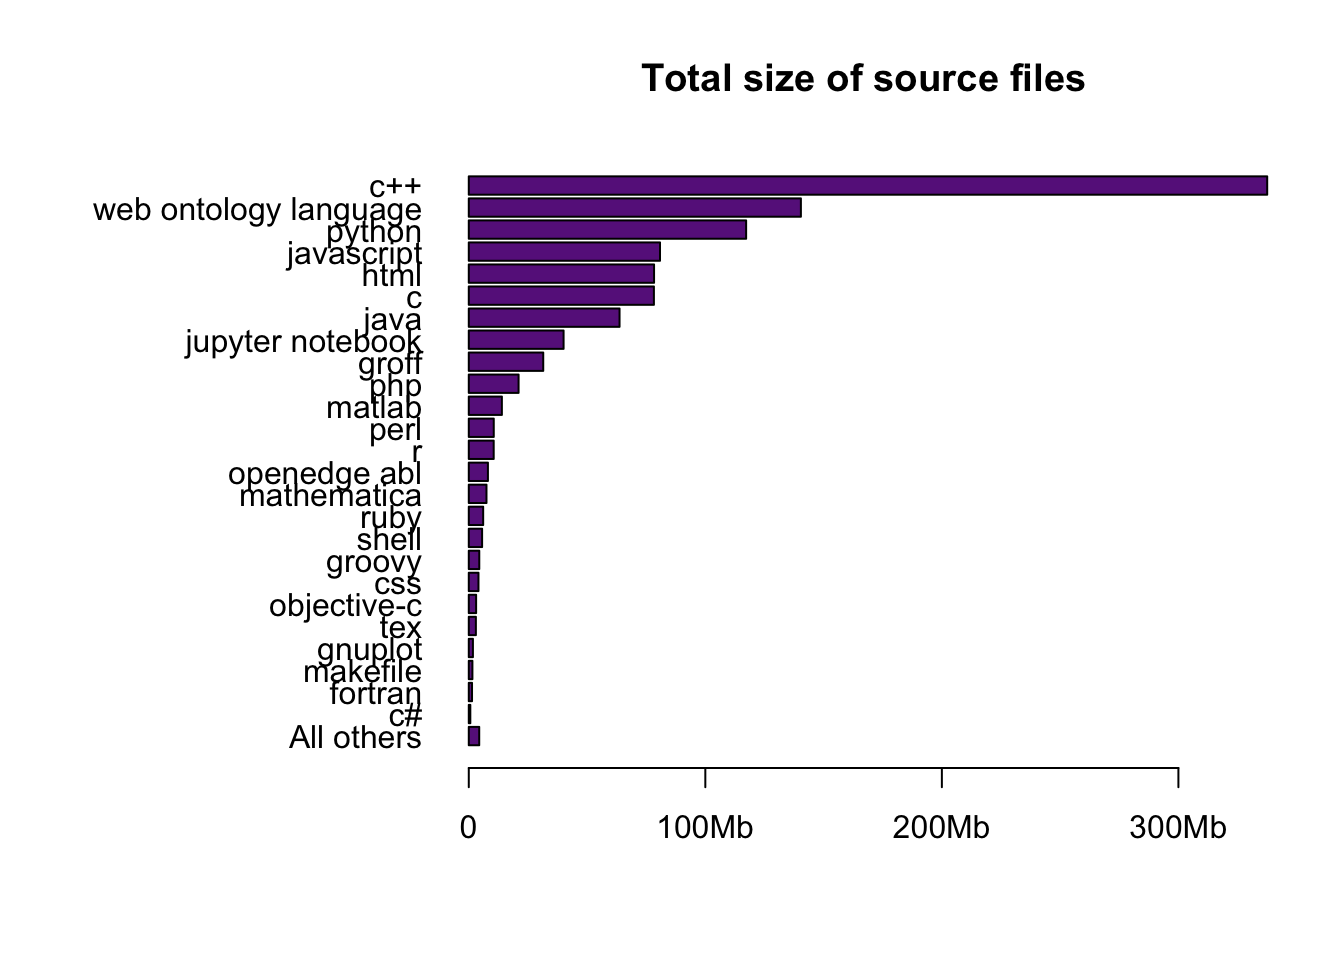 Total size of source files
c++
web ontology language
python
javascript
html
c
java
jupyter notebook
groff
php
matlab
perl
r
openedge abl
mathematica
ruby
shell
groovy
css
objective-c
tex
gnuplot
makefile
fortran
c#
All others
0 100Mb 200Mb 300Mb